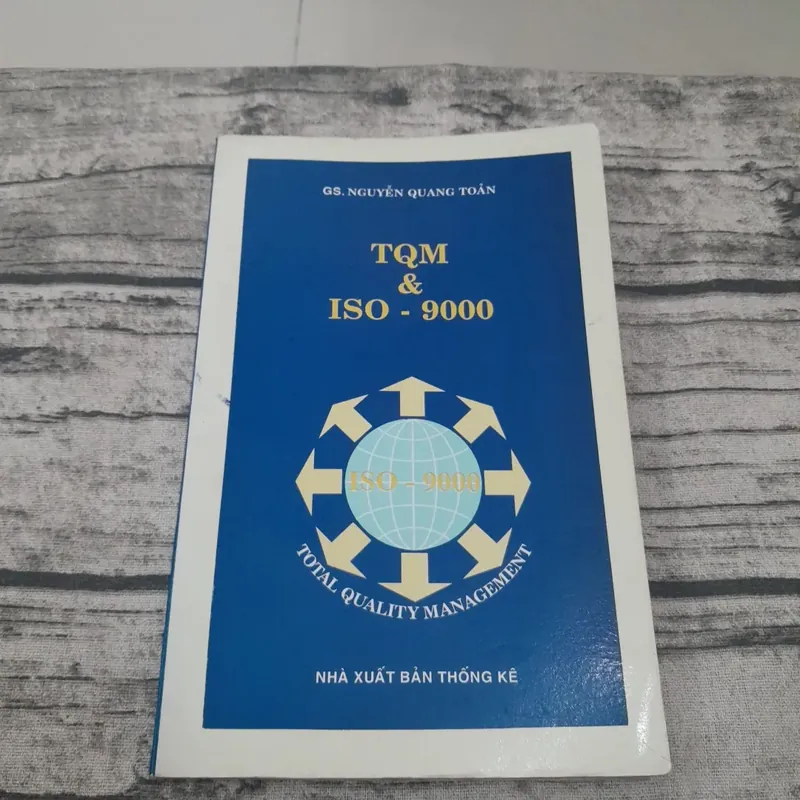 GS. NGUYỄN QUANG TOẢN
TQM
&
ISO - 9000
ISO - 9000
TOTAL QUALITY MANAGEMENT
NHÀ XUẤT BẢN THỐNG KÊ